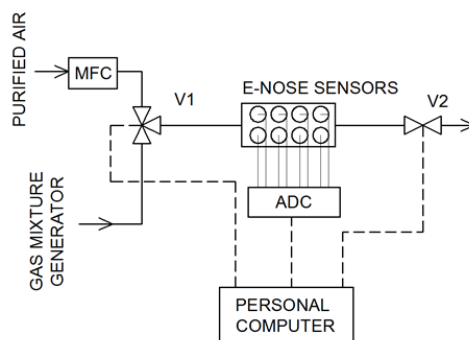 PURIFIED AIR
MFC
V1
E-NOSE SENSORS
V2
GAS MIXTURE
GENERATOR
ADC
PERSONAL
COMPUTER